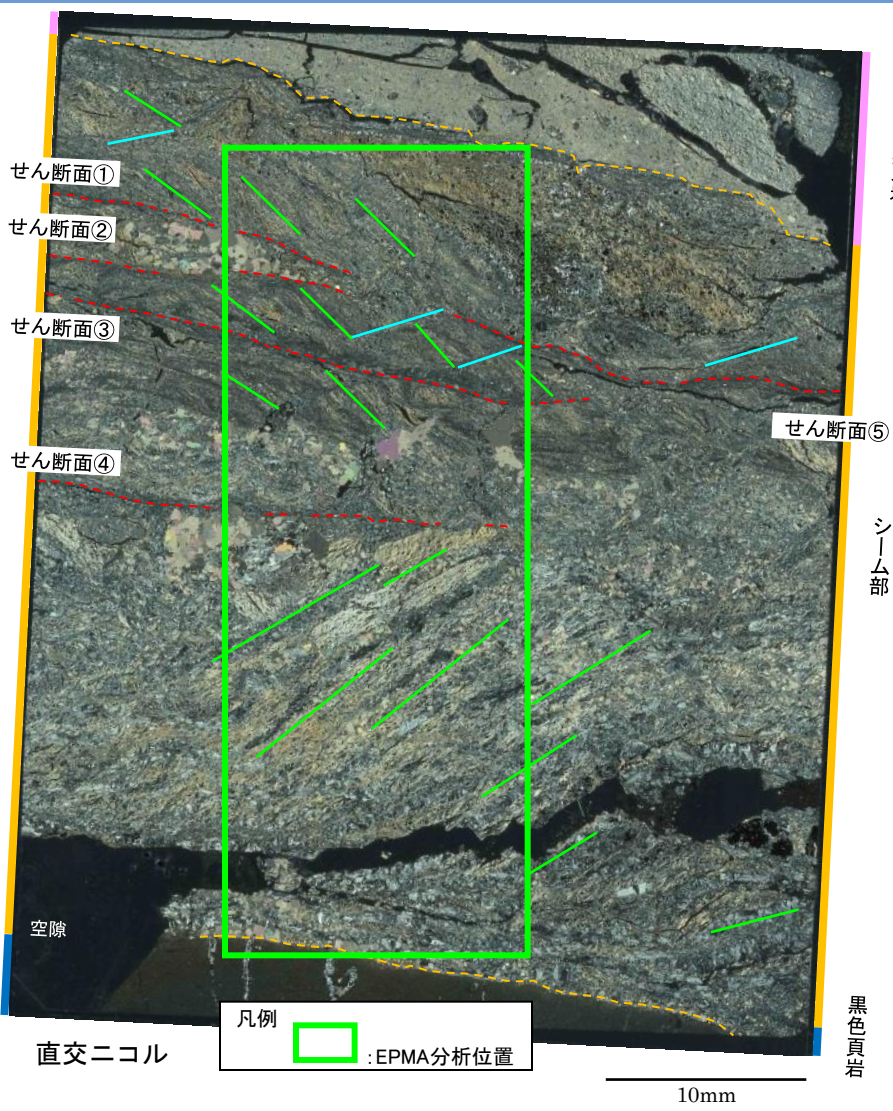 せん断面①
せん断面②
せん断面③
せん断面⑤
せん断面④
シーム部
空隙
黒色頁岩
凡例
:EPMA分析位置
直交ニコル
10mm